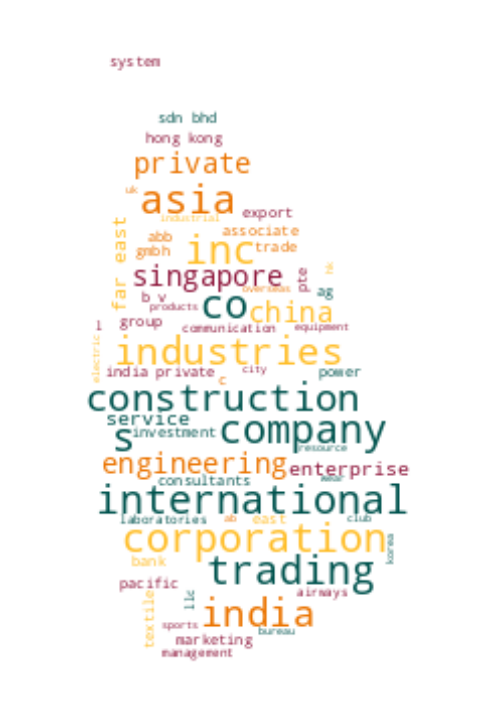 system
sdn bhd
hong kong
private
uk
asia
industrial
export
far east
associate
abb
inc
trade
gmbh
singapore
pte
hk
overseas
ag
b v
products
co
china
l
group
communication
equipment
electric
industries
india private
city
power
c
construction
service
s
investment
company
resource
engineering
enterprise
consultants
wear
international
laboratories
ab
east
club
corporation
korea
bank
trading
pacific
textile
llc
airways
india
sports
bureau
marketing
management